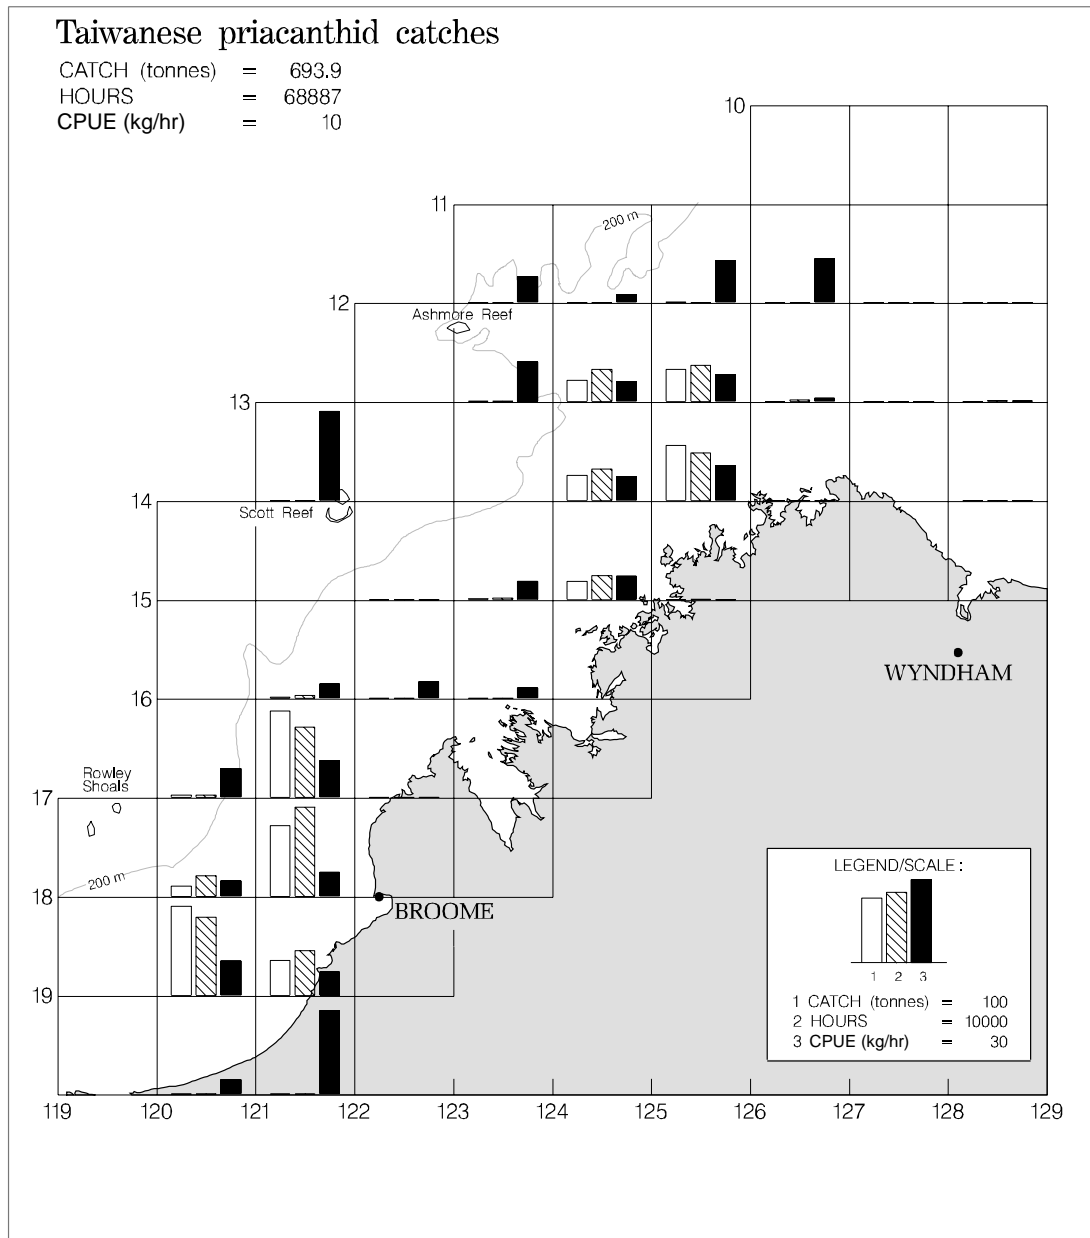 Taiwanese priacanthid catches
CATCH (tonnes) = 693.9
HOURS = 68887
CPUE (kg/hr) = 10
10
11
200 m
12
Ashmore Reef
13
14
Scott Reef
15
WYNDHAM
16
Rowley
Shoals
17
200 m
18
BROOME
19
LEGEND/SCALE :
1 2 3
1 CATCH (tonnes) = 100
2 HOURS = 10000
3 CPUE (kg/hr) = 30
119 120 121 122 123 124 125 126 127 128 129